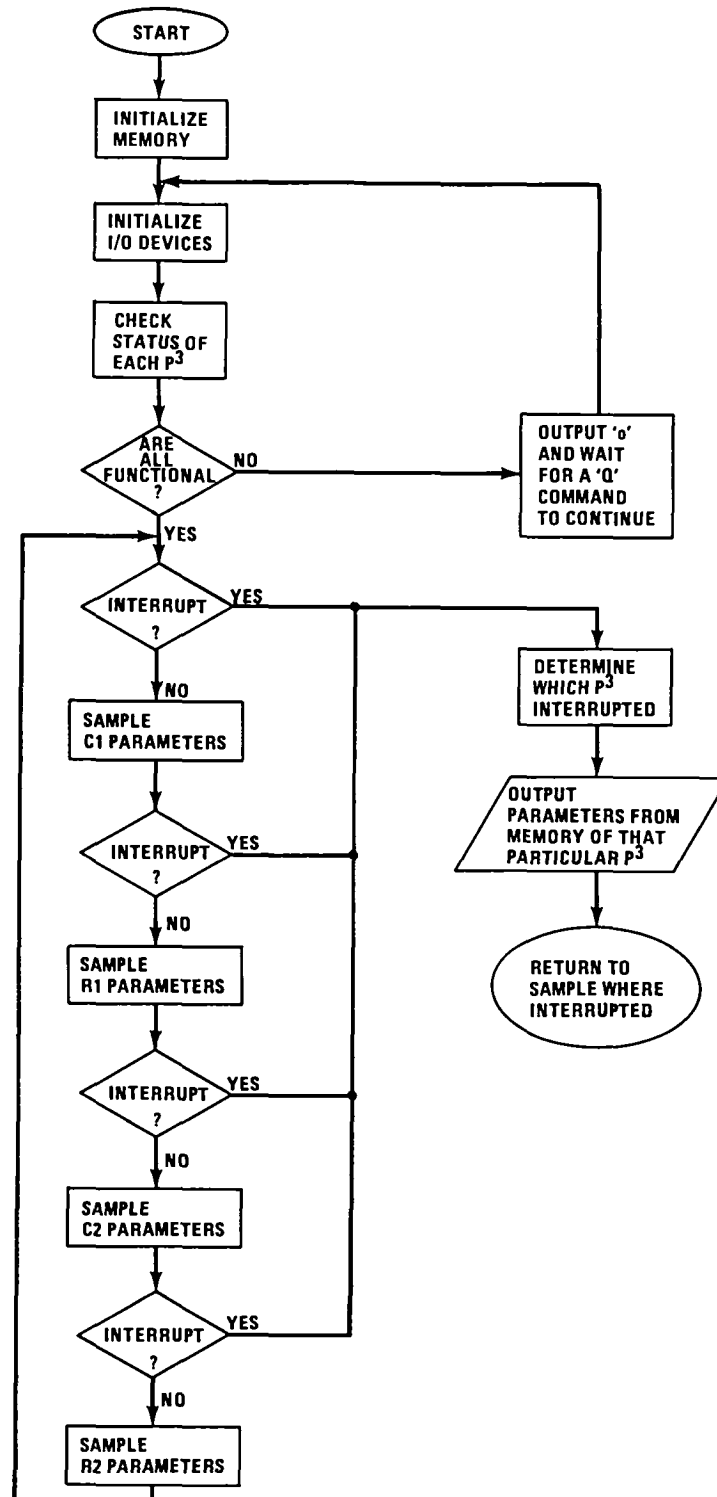 START
INITIALIZE
MEMORY
INITIALIZE
I/O DEVICES
CHECK
STATUS OF
EACH P³
ARE
ALL
FUNCTIONAL
?
NO
OUTPUT 'o'
AND WAIT
FOR A 'Q'
COMMAND
TO CONTINUE
YES
INTERRUPT
?
YES
DETERMINE
WHICH P³
INTERRUPTED
OUTPUT
PARAMETERS FROM
MEMORY OF THAT
PARTICULAR P³
RETURN TO
SAMPLE WHERE
INTERRUPTED
NO
SAMPLE
C1 PARAMETERS
INTERRUPT
?
YES
NO
SAMPLE
R1 PARAMETERS
INTERRUPT
?
YES
NO
SAMPLE
C2 PARAMETERS
INTERRUPT
?
YES
NO
SAMPLE
R2 PARAMETERS